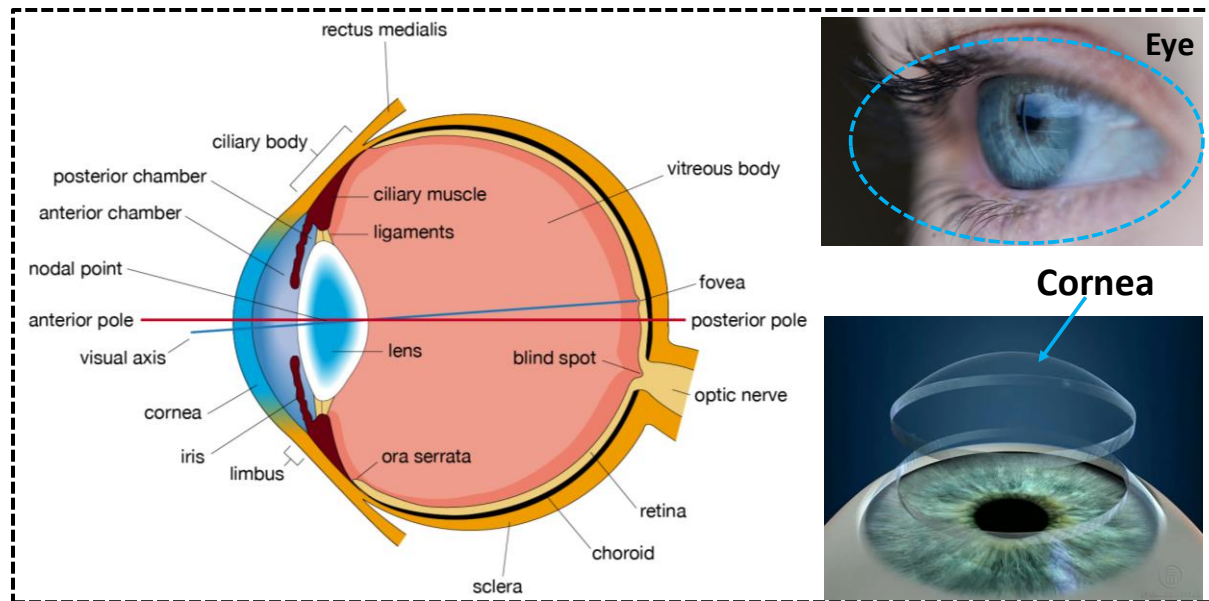 rectus medialis
ciliary body
posterior chamber
anterior chamber
nodal point
anterior pole
visual axis
cornea
iris
limbus
ciliary muscle
ligaments
lens
ora serrata
vitreous body
fovea
posterior pole
blind spot
optic nerve
retina
choroid
sclera
Eye
Cornea